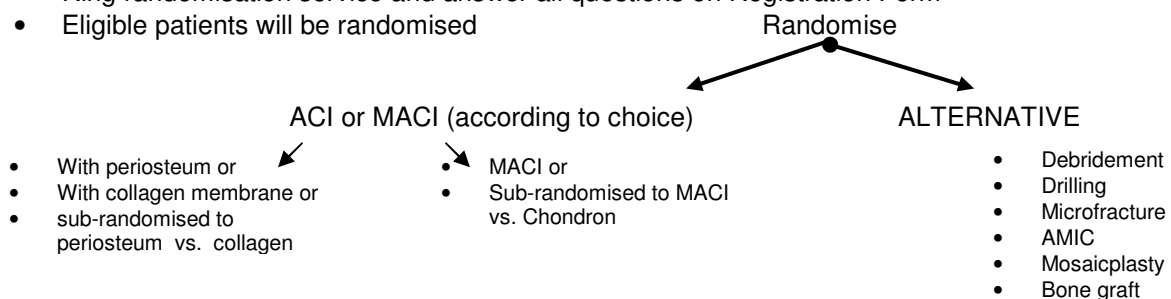 • Eligible patients will be randomised Randomise
ACI or MACI (according to choice) ALTERNATIVE
• With periosteum or
• With collagen membrane or
• sub-randomised to
periosteum vs. collagen
• MACI or
• Sub-randomised to MACI
vs. Chondron
• Debridement
• Drilling
• Microfracture
• AMIC
• Mosaicplasty
• Bone graft